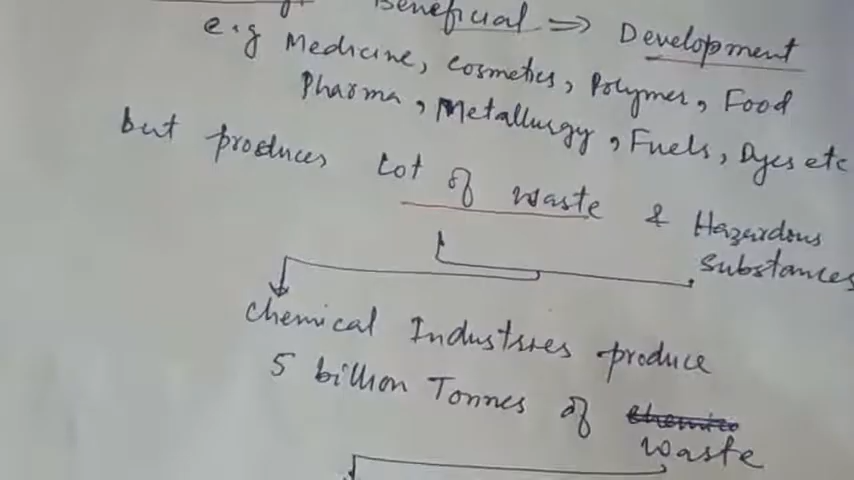 Beneficial ⇒ Development
e.g Medicine, Cosmetics, Polymer, Food
Pharma, Metallurgy, Fuels, Dyes etc
but produces Lot of waste & Hazardous
Substances
Chemical Industries produce
5 billion Tonnes of
waste